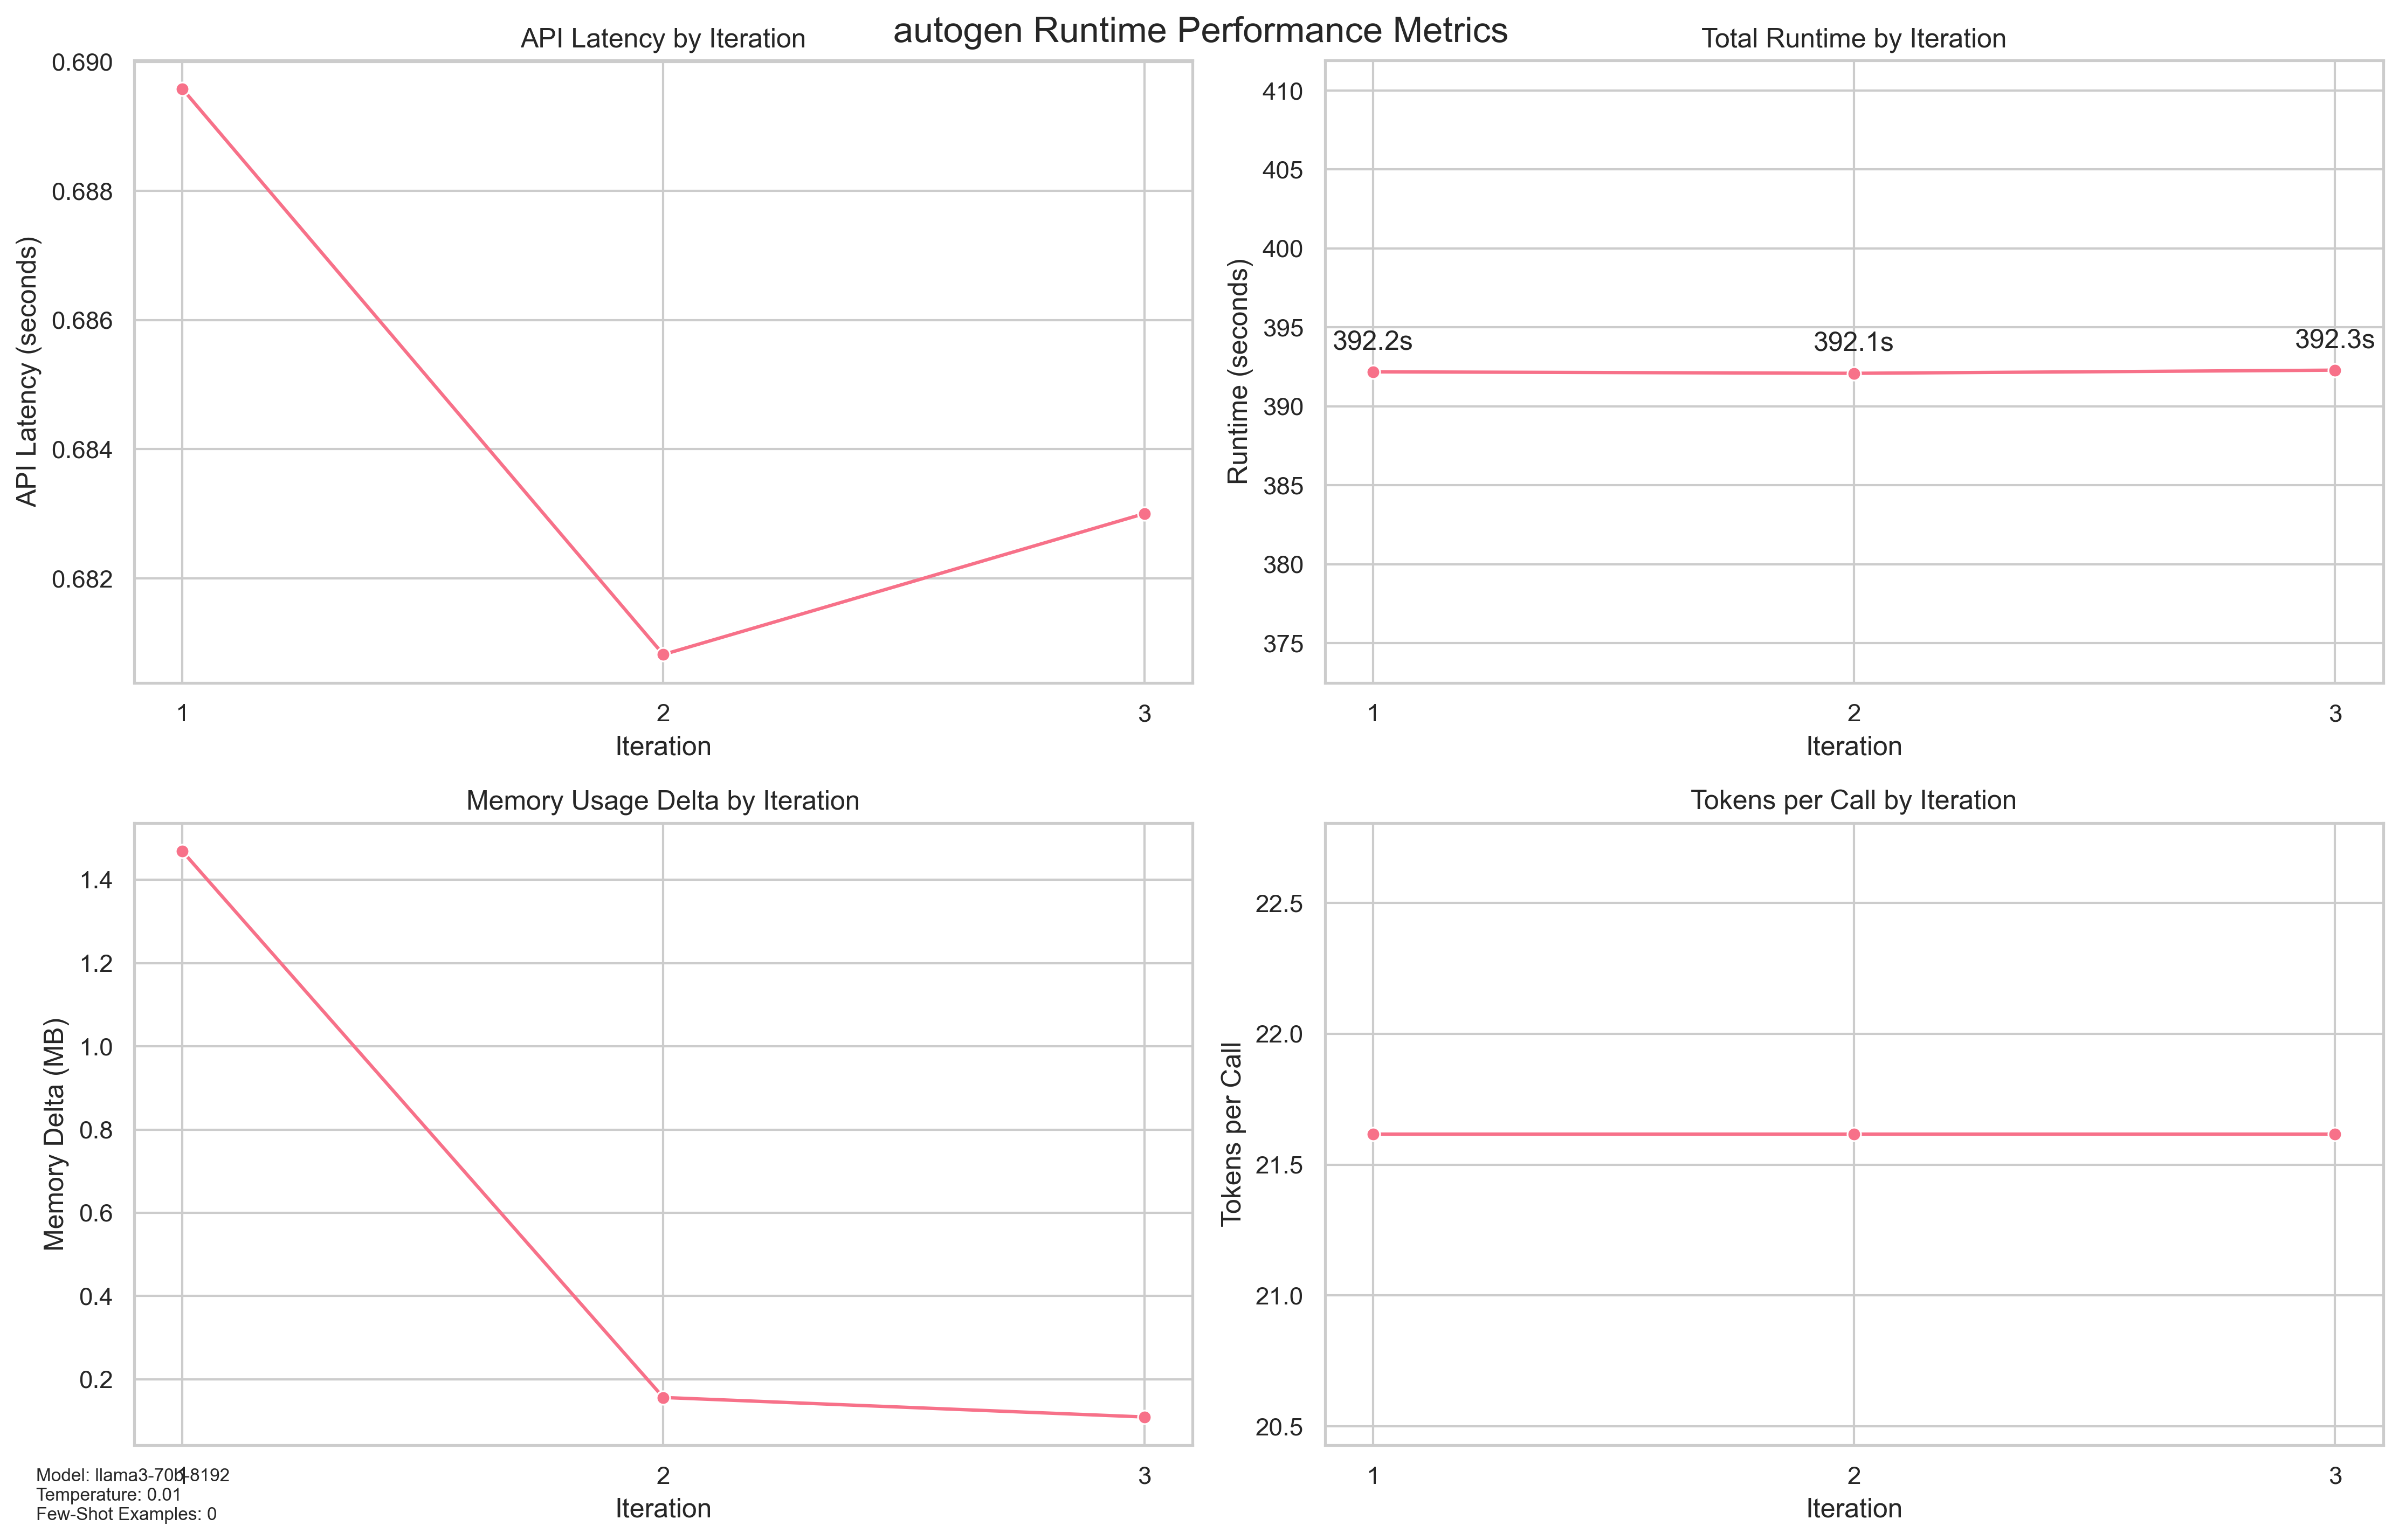 autogen Runtime Performance Metrics
API Latency by Iteration
API Latency (seconds)
0.690
0.688
0.686
0.684
0.682
1
2
3
Iteration
Total Runtime by Iteration
Runtime (seconds)
410
405
400
395
390
385
380
375
392.2s
392.1s
392.3s
1
2
3
Iteration
Memory Usage Delta by Iteration
Memory Delta (MB)
1.4
1.2
1.0
0.8
0.6
0.4
0.2
1
2
3
Iteration
Tokens per Call by Iteration
Tokens per Call
22.5
22.0
21.5
21.0
20.5
1
2
3
Iteration
Model: llama3-70b-8192
Temperature: 0.01
Few-Shot Examples: 0